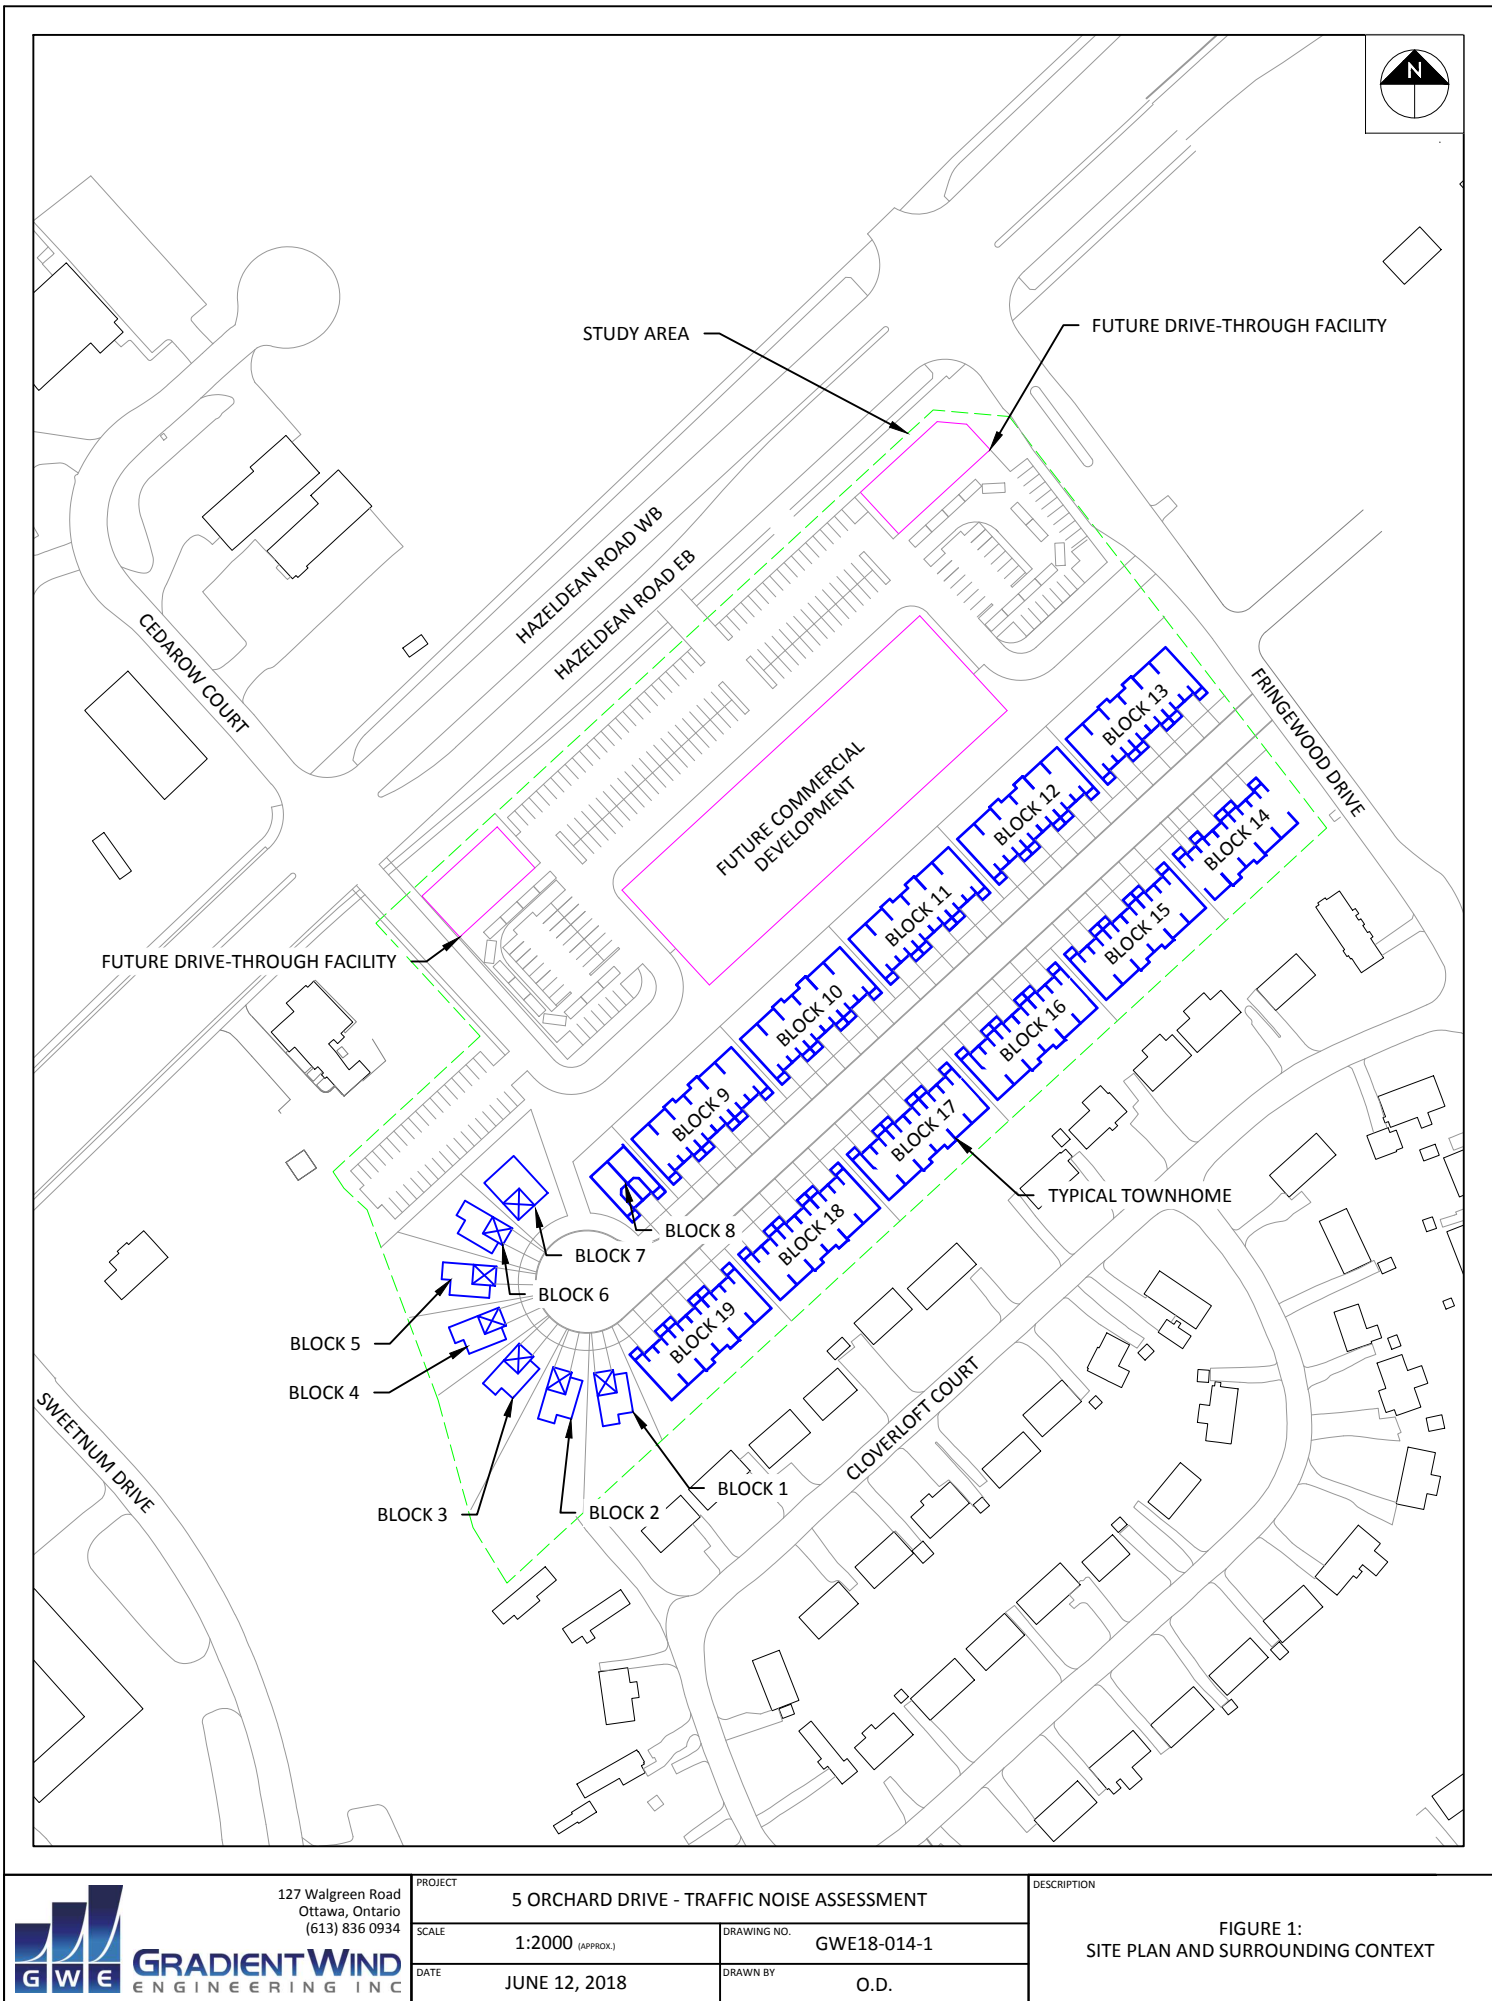 N
STUDY AREA
FUTURE DRIVE-THROUGH FACILITY
HAZELDEAN ROAD WB
HAZELDEAN ROAD EB
CEDAROW COURT
FRINGEWOOD DRIVE
BLOCK 13
BLOCK 12
BLOCK 14
FUTURE COMMERCIAL
DEVELOPMENT
BLOCK 11
BLOCK 15
FUTURE DRIVE-THROUGH FACILITY
BLOCK 10
BLOCK 16
BLOCK 9
BLOCK 17
TYPICAL TOWNHOME
BLOCK 8
BLOCK 18
BLOCK 7
BLOCK 6
BLOCK 19
BLOCK 5
BLOCK 4
CLOVERLOFT COURT
SWEETNUM DRIVE
BLOCK 1
BLOCK 2
BLOCK 3
127 Walgreen Road
Ottawa, Ontario
(613) 836 0934
GWE
GRADIENTWIND
ENGINEERING INC
PROJECT
5 ORCHARD DRIVE - TRAFFIC NOISE ASSESSMENT
SCALE
1:2000 (APPROX.)
DRAWING NO.
GWE18-014-1
DATE
JUNE 12, 2018
DRAWN BY
O.D.
DESCRIPTION
FIGURE 1:
SITE PLAN AND SURROUNDING CONTEXT